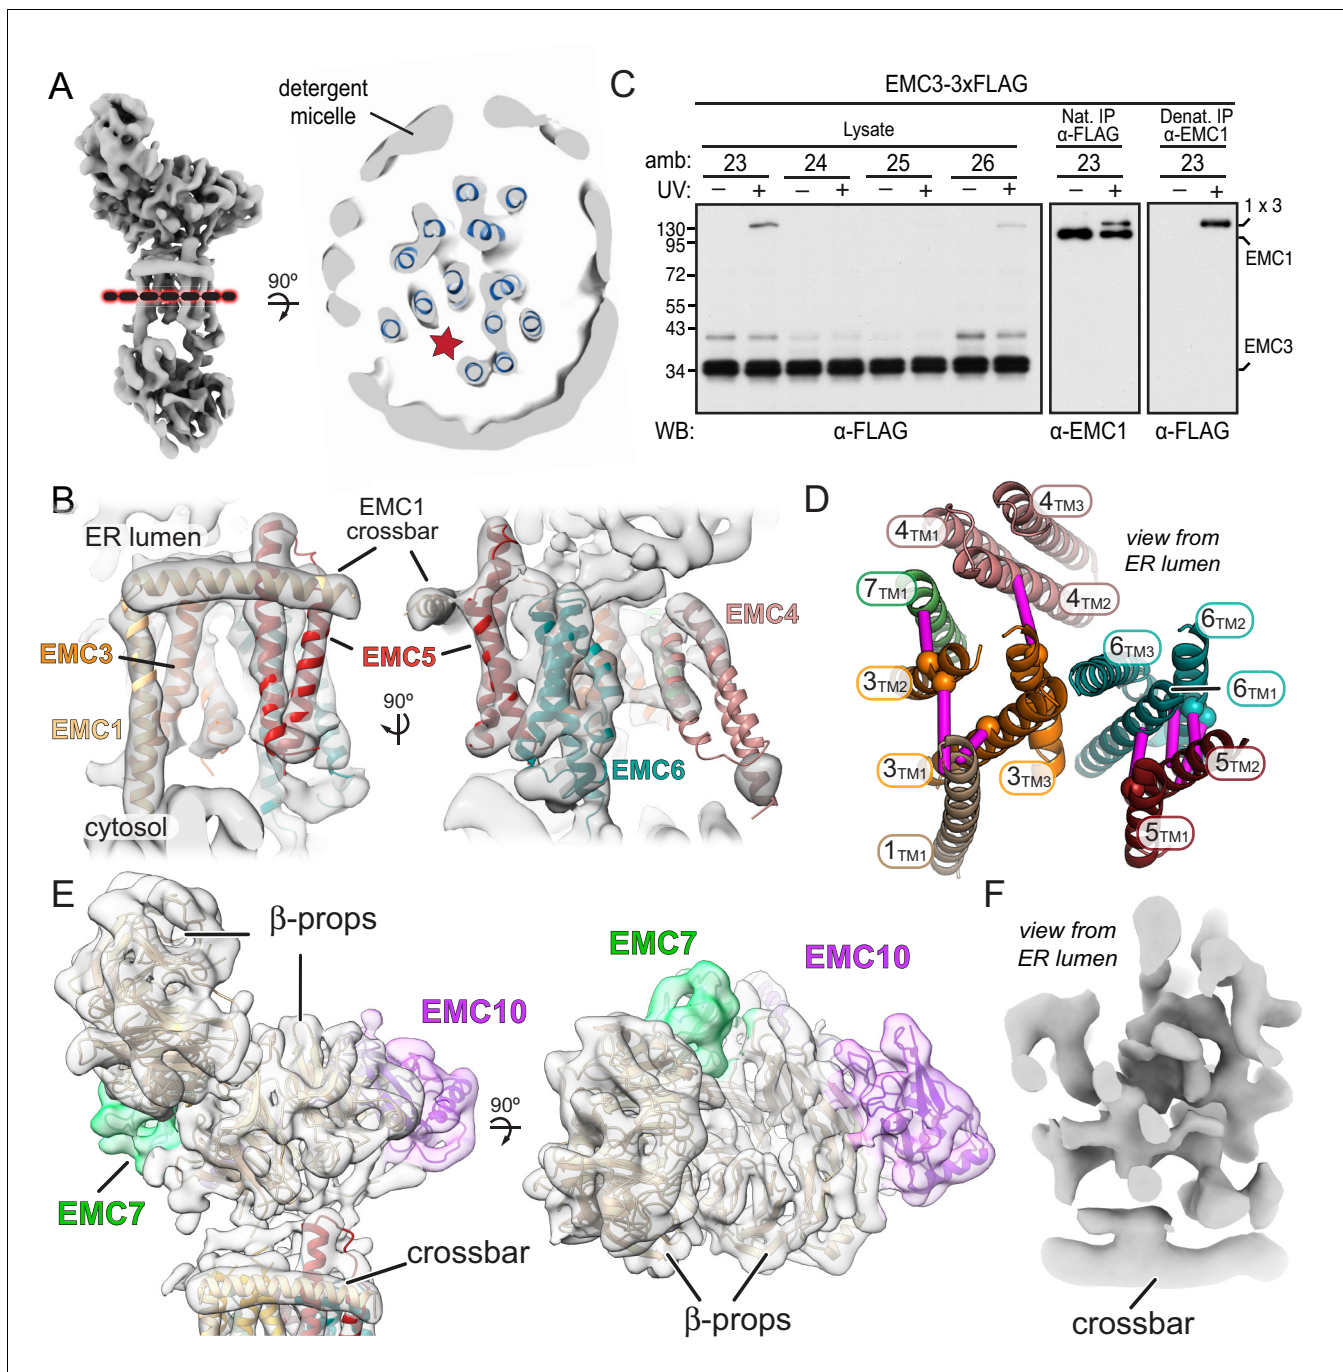 A
detergent
micelle
90º
C
EMC3-3xFLAG
Lysate
Nat. IP
α-FLAG
Denat. IP
α-EMC1
amb:
23
24
25
26
23
23
UV:
– + – + – + – + – + – +
130
95
72
55
43
34
1 x 3
EMC1
EMC3
WB:
α-FLAG
α-EMC1
α-FLAG
B
ER lumen
EMC1
crossbar
EMC3
EMC5
EMC4
EMC1
90º
EMC6
cytosol
D
4TM3
4TM1
view from
ER lumen
7TM1
4TM2
6TM2
6TM3
3TM2
6TM1
3TM1
3TM3
5TM2
5TM1
1TM1
E
β-props
EMC7
EMC10
EMC10
90º
EMC7
crossbar
β-props
F
view from
ER lumen
crossbar